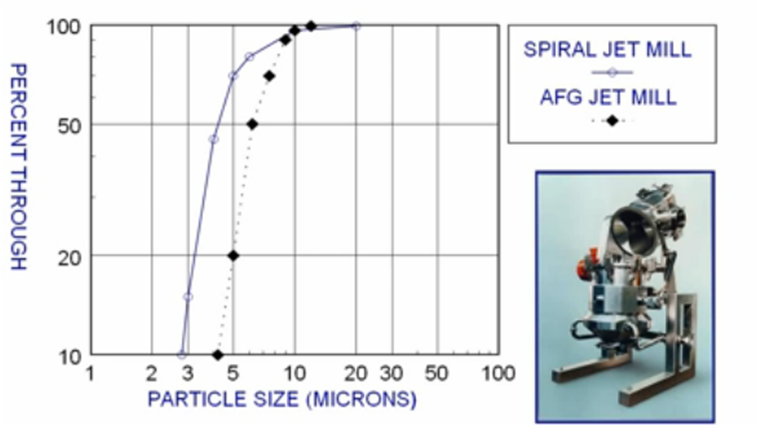 100
50
20
10
PERCENT THROUGH
1 2 3 5 10 20 30 50 100
PARTICLE SIZE (MICRONS)
SPIRAL JET MILL
AFG JET MILL